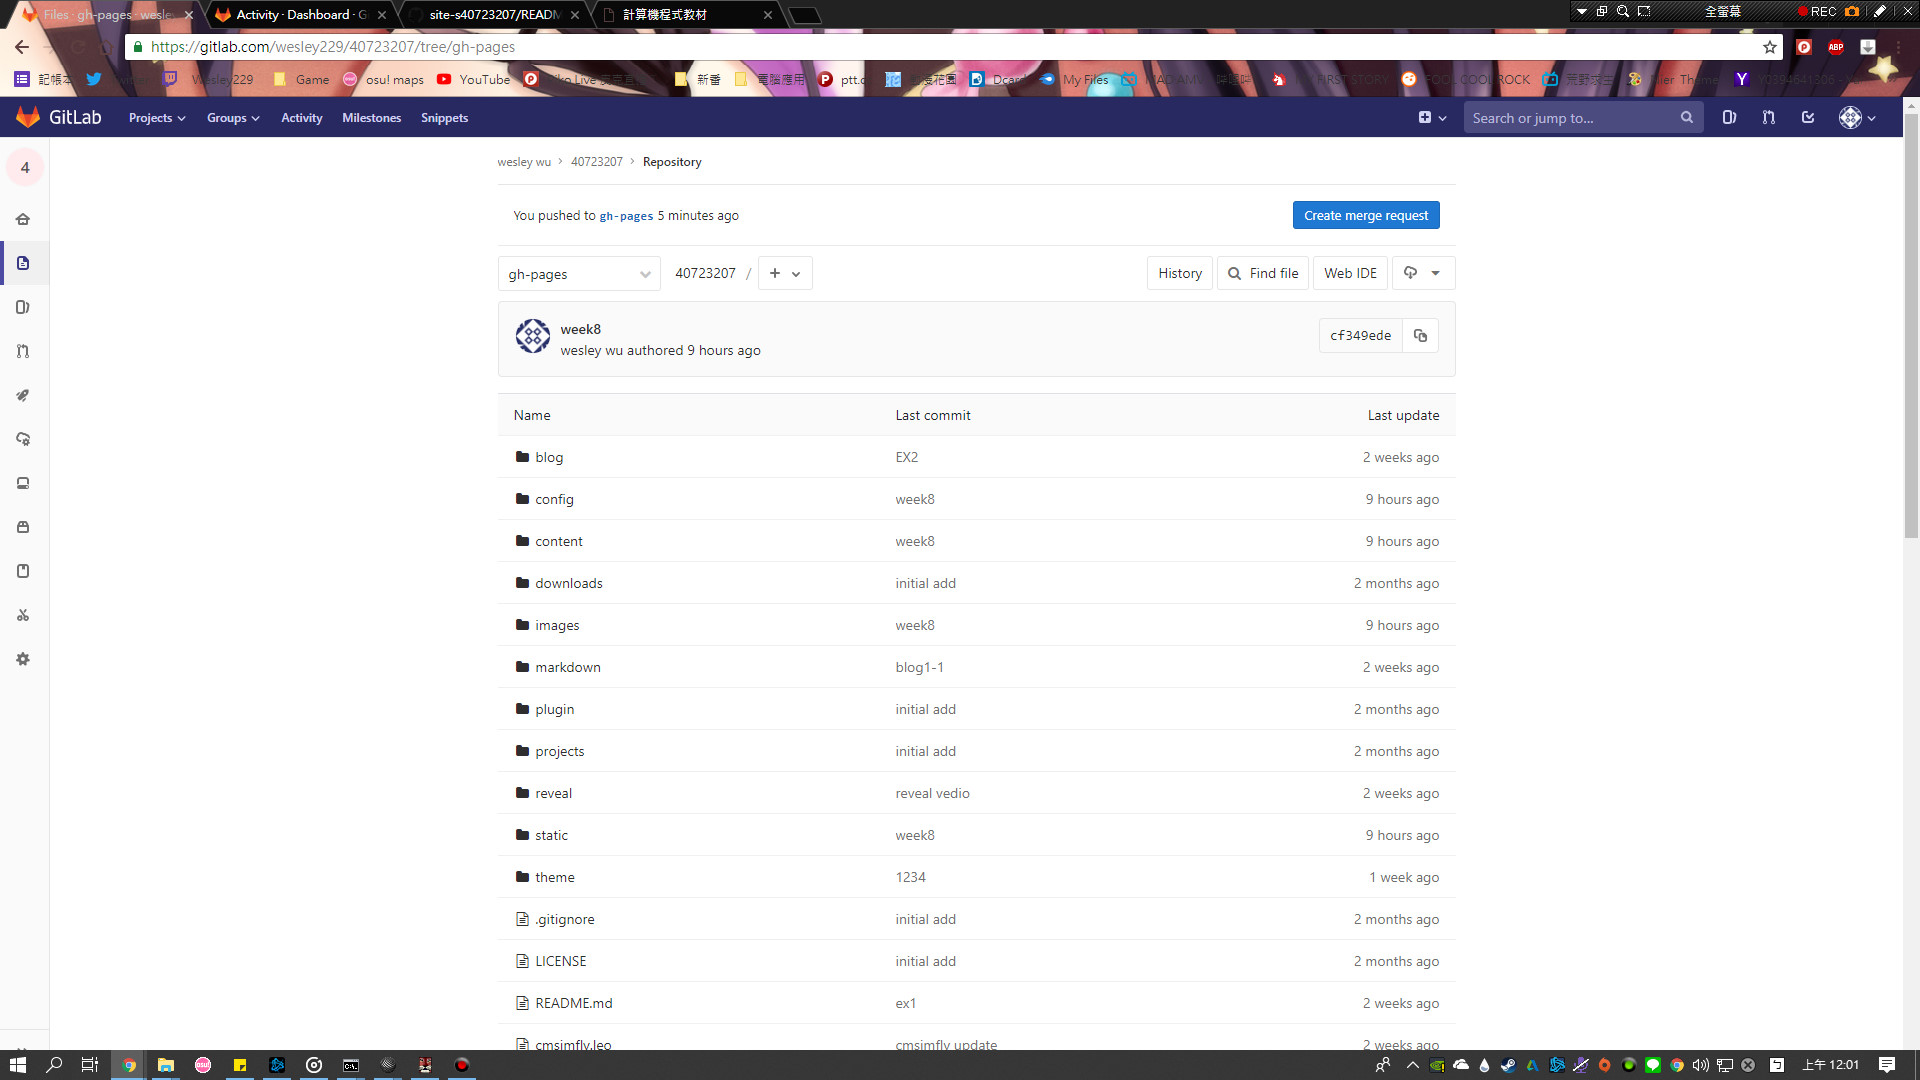 Files · gh-pages · wesle
Activity · Dashboard · G
site-s40723207/READM
計算機程式教材
全螢幕
REC
https://gitlab.com/wesley229/40723207/tree/gh-pages
ABP
記帳本
Wesley229
Game
osu! maps
YouTube
新番
電腦應用
Dcard
My Files
FIRST STORY
FOOL COOL ROCK
GitLab
Projects
Groups
Activity
Milestones
Snippets
Search or jump to...
4
wesley wu > 40723207 > Repository
You pushed to gh-pages 5 minutes ago
Create merge request
gh-pages
40723207 / +
History
Find file
Web IDE
week8
wesley wu authored 9 hours ago
cf349ede
Name Last commit Last update
blog EX2 2 weeks ago
config week8 9 hours ago
content week8 9 hours ago
downloads initial add 2 months ago
images week8 9 hours ago
markdown blog1-1 2 weeks ago
plugin initial add 2 months ago
projects initial add 2 months ago
reveal reveal vedio 2 weeks ago
static week8 9 hours ago
theme 1234 1 week ago
.gitignore initial add 2 months ago
LICENSE initial add 2 months ago
README.md ex1 2 weeks ago
cmsimfly.leo cmsimfly update 2 weeks ago
osu!
上午 12:01